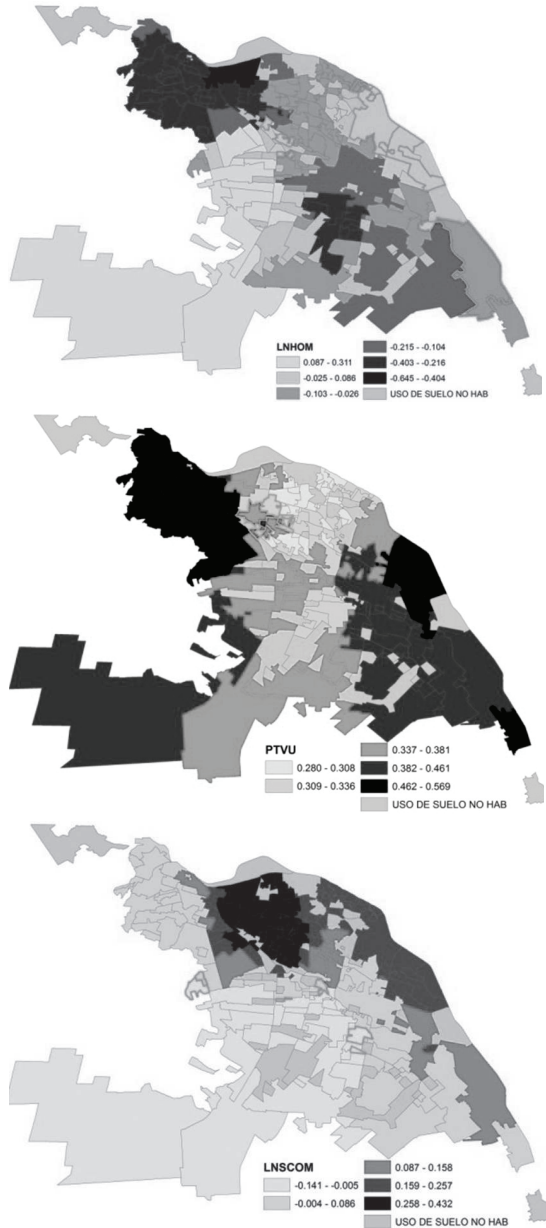 LNHOM
0.087 - 0.311
-0.025 - 0.086
-0.103 - -0.026
-0.215 - -0.104
-0.403 - -0.216
-0.645 - -0.404
USO DE SUELO NO HAB
PTVU
0.280 - 0.308
0.309 - 0.336
0.337 - 0.381
0.382 - 0.461
0.462 - 0.569
USO DE SUELO NO HAB
LNSCOM
-0.141 - -0.005
-0.004 - 0.086
0.087 - 0.158
0.159 - 0.257
0.258 - 0.432
USO DE SUELO NO HAB